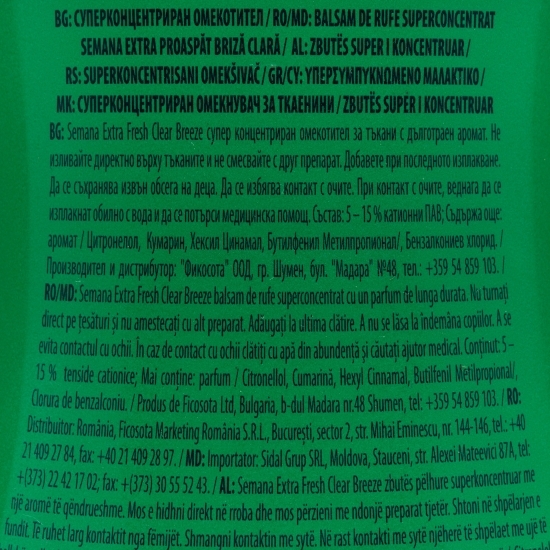 BG: СУПЕРКОНЦЕНТРИРАН ОМЕКОТИТЕЛ / RO/MD: BALSAM DE RUFE SUPERCONCENTRAT
SEMANA EXTRA PROASPĂT BRIZĂ CLARĂ / AL: ZBUTËS SUPER I KONCENTRUAR /
RS: SUPERKONCENTRISANI OMEKŠIVAČ / GR/CY: ΥΠΕΡΣΥΜΠΥΚΝΩΜΕΝΟ ΜΑΛΑΚΤΙΚΟ /
МК: СУПЕРКОНЦЕНТРИРАН ОМЕКНУВАЧ ЗА ТКАЕНИНИ / ZBUTËS SUPER I KONCENTRUAR
BG: Semana Extra Fresh Clear Breeze супер концентриран омекотител за тъкани с дълготраен аромат. Не
изливайте директно върху тъканите и не смесвайте с друг препарат. Добавете при последното изплакване.
Да се съхранява извън обсега на деца. Да се избягва контакт с очите. При контакт с очите, веднага да се
изплакнат обилно с вода и да се потърси медицинска помощ. Състав: 5 – 15 % катионни ПАВ; Съдържа още:
аромат / Цитронелол, Кумарин, Хексил Цинамал, Бутилфенил Метилпропионал/, Бензалкониев хлорид. /
Производител и дистрибутор: "Фикосота" ООД, гр. Шумен, бул. "Мадара" №48, тел.: +359 54 859 103. /
RO/MD: Semana Extra Fresh Clear Breeze balsam de rufe superconcentrat cu un parfum de lunga durata. Nu turnați
direct pe țesături și nu amestecați cu alt preparat. Adăugați la ultima clătire. A nu se lăsa la îndemâna copiilor. A se
evita contactul cu ochii. În caz de contact cu ochii clătiți cu apă din abundență și căutați ajutor medical. Conținut: 5 –
15 % tenside cationice; Mai conține: parfum / Citronellol, Cumarină, Hexyl Cinnamal, Butilfenil Metilpropional/,
Clorura de benzalconiu. / Produs de Ficosota Ltd, Bulgaria, b-dul Madara nr.48 Shumen, tel: +359 54 859 103. / RO:
Distribuitor: România, Ficosota Marketing România S.R.L., București, sector 2, str. Mihai Eminescu, nr. 144-146, tel.: +40
21 409 27 84, fax: +40 21 409 28 97. / MD: Importator: Sidal Grup SRL, Moldova, Stauceni, str. Alexei Mateevici 87A, tel:
+(373) 22 42 17 02; fax: +(373) 30 55 52 43. / AL: Semana Extra Fresh Clear Breeze zbutës pëlhure superkoncentruar me
një aromë të qëndrueshme. Mos e hidhni direkt në rroba dhe mos përzieni me ndonjë preparat tjetër. Shtoni në shpëlarjen e
fundit. Të ruhet larg kontaktit nga fëmijët. Shmangni kontaktin me sytë. Në rast kontakti me sytë njëherë të shpëlahet me ujë të